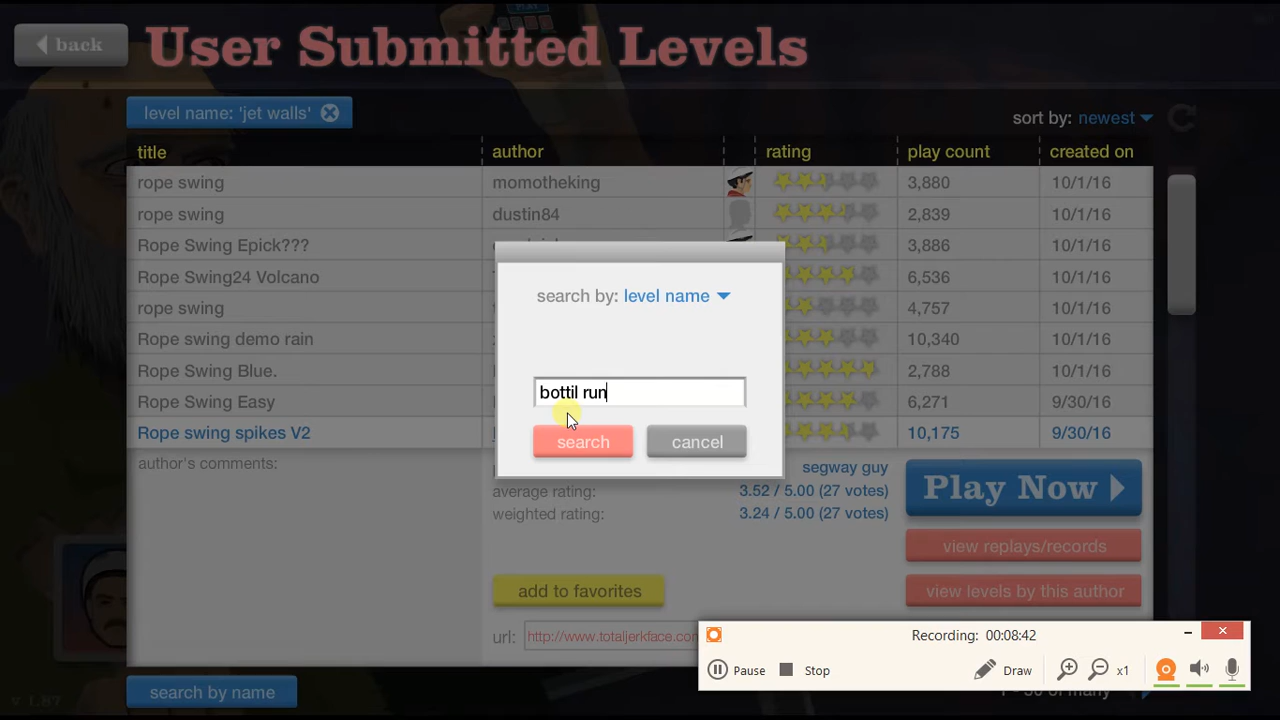 back
User Submitted Levels
level name: 'jet walls'
sort by: newest
title author rating play count created on
rope swing momotheking 3,880 10/1/16
rope swing dustin84 2,839 10/1/16
Rope Swing Epick??? 3,886 10/1/16
Rope Swing24 Volcano 6,536 10/1/16
rope swing 4,757 10/1/16
Rope swing demo rain 10,340 10/1/16
Rope Swing Blue. 2,788 10/1/16
Rope Swing Easy 6,271 9/30/16
Rope swing spikes V2 10,175 9/30/16
search by: level name
bottil run
search cancel
author's comments:
segway guy
average rating: 3.52 / 5.00 (27 votes)
weighted rating: 3.24 / 5.00 (27 votes)
Play Now
view replays/records
add to favorites
view levels by this author
url: http://www.totaljerkface.com
Recording: 00:08:42
Pause Stop Draw x1
search by name
v 1.87